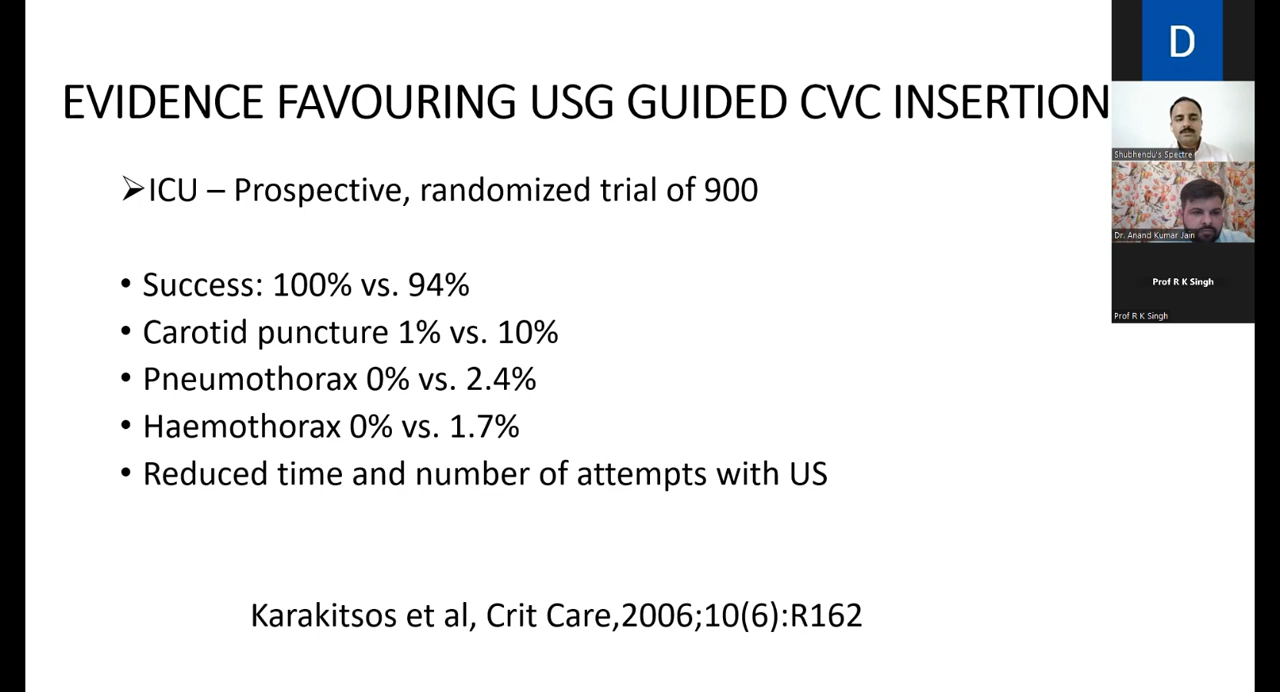 EVIDENCE FAVOURING USG GUIDED CVC INSERTION
➢ICU – Prospective, randomized trial of 900
• Success: 100% vs. 94%
• Carotid puncture 1% vs. 10%
• Pneumothorax 0% vs. 2.4%
• Haemothorax 0% vs. 1.7%
• Reduced time and number of attempts with US
Karakitsos et al, Crit Care,2006;10(6):R162
D
Shubhendu's Spectre
Dr. Anand Kumar Jain
Prof R K Singh
Prof R K Singh